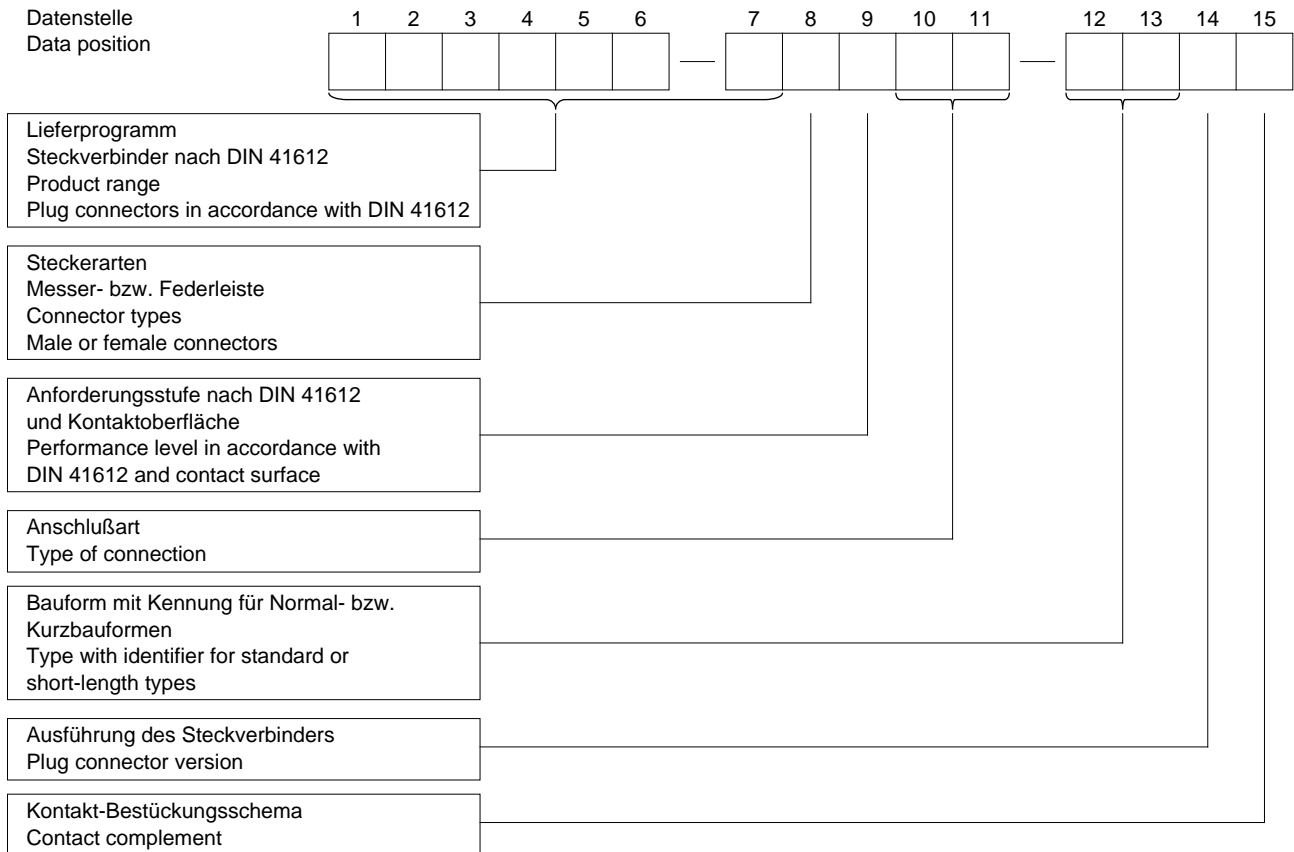 Datenstelle 1 2 3 4 5 6 7 8 9 10 11 12 13 14 15
Data position
Lieferprogramm
Steckverbinder nach DIN 41612
Product range
Plug connectors in accordance with DIN 41612
Steckerarten
Messer- bzw. Federleiste
Connector types
Male or female connectors
Anforderungsstufe nach DIN 41612
und Kontaktoberfläche
Performance level in accordance with
DIN 41612 and contact surface
Anschlußart
Type of connection
Bauform mit Kennung für Normal- bzw.
Kurzbauformen
Type with identifier for standard or
short-length types
Ausführung des Steckverbinders
Plug connector version
Kontakt-Bestückungsschema
Contact complement